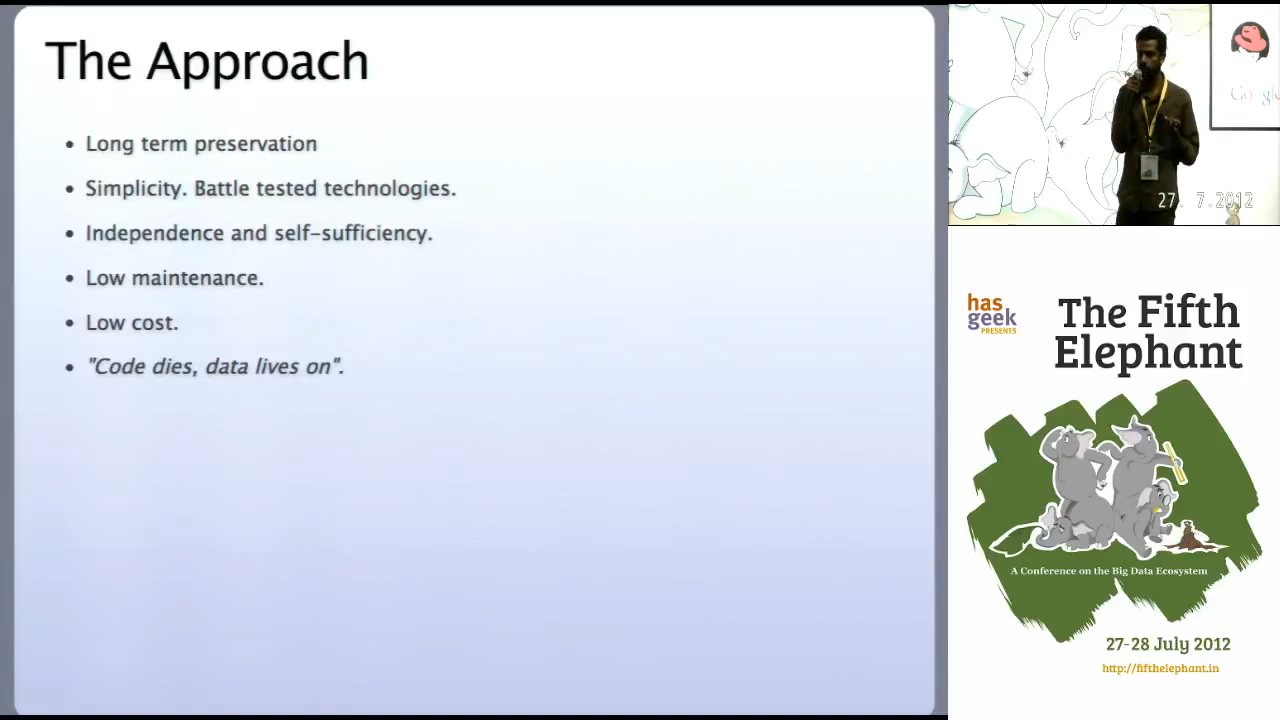 The Approach
• Long term preservation
• Simplicity. Battle tested technologies.
• Independence and self-sufficiency.
• Low maintenance.
• Low cost.
• "Code dies, data lives on".
Google
27. 7.2012
has
geek
PRESENTS
The Fifth
Elephant
A Conference on the Big Data Ecosystem
27-28 July 2012
http://fifthelephant.in